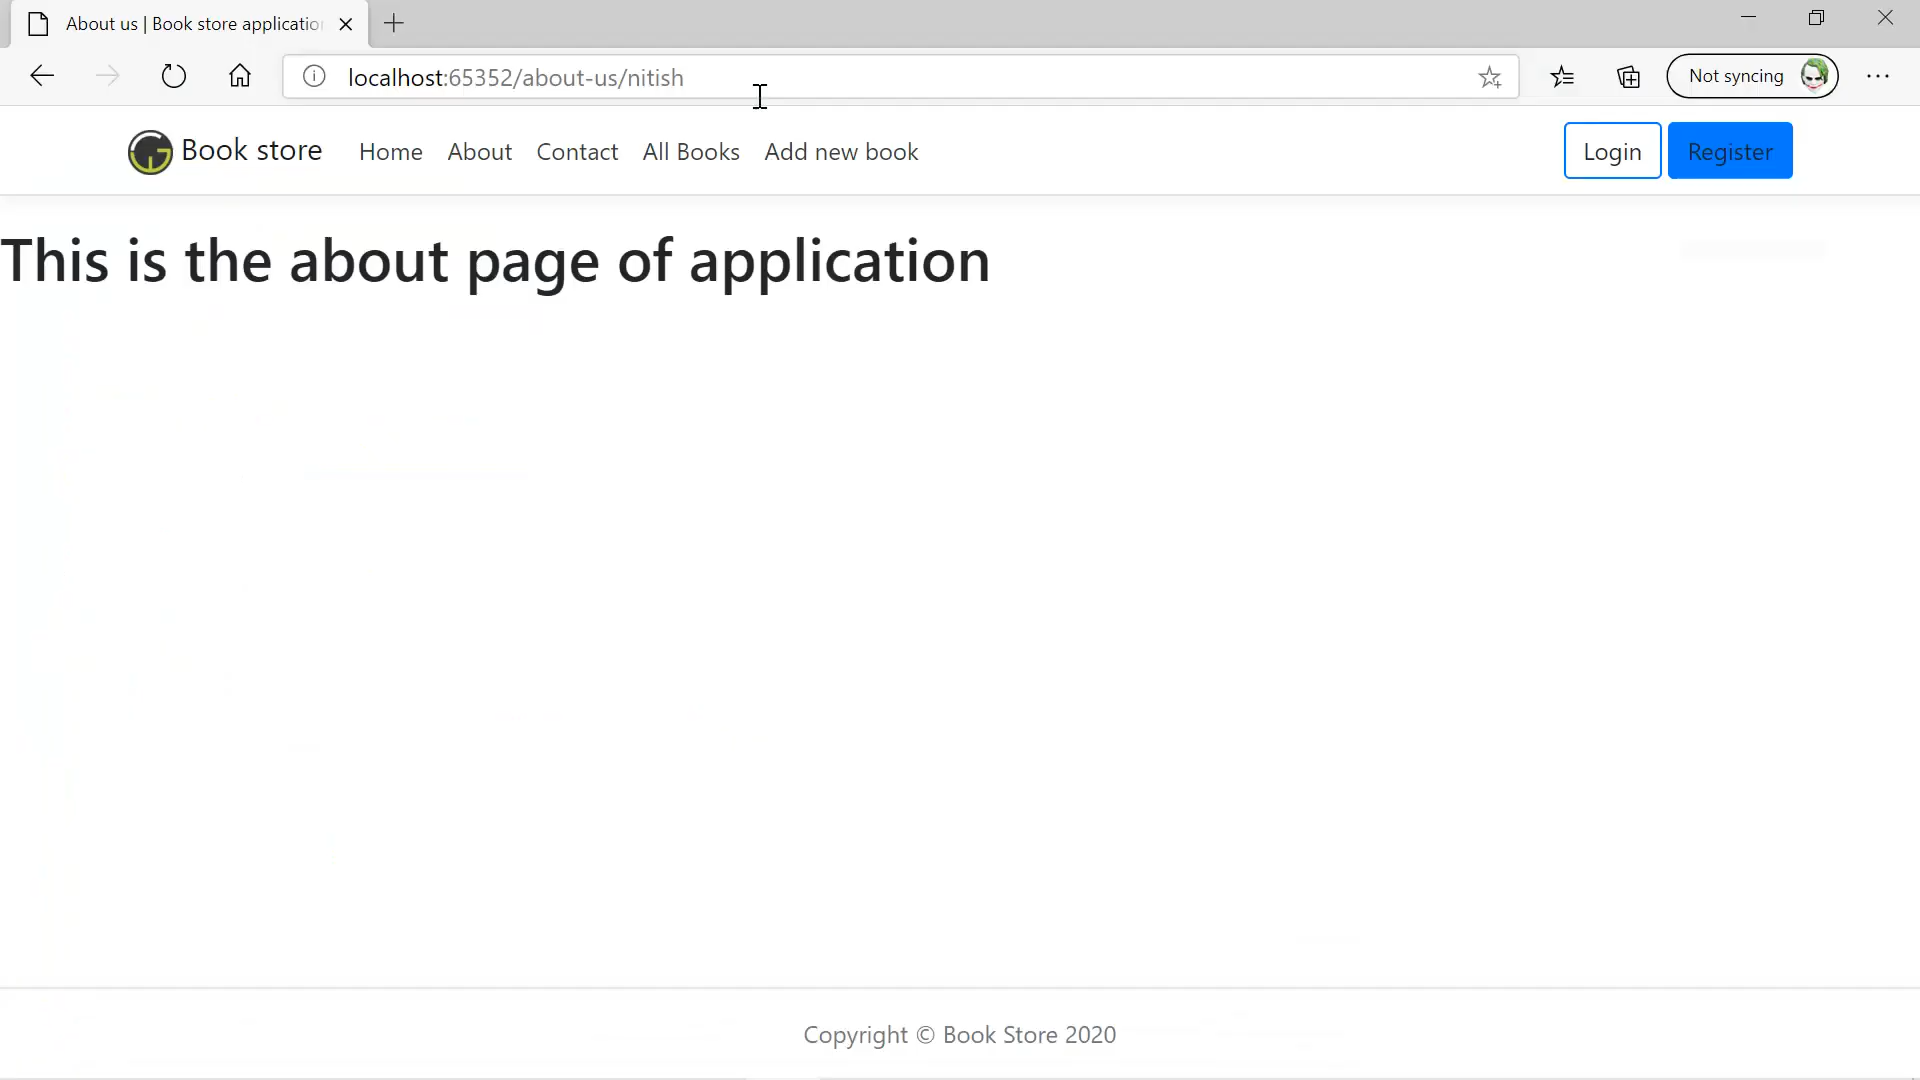 About us | Book store applicatio
localhost:65352/about-us/nitish
Not syncing
Book store Home About Contact All Books Add new book Login Register
This is the about page of application
Copyright © Book Store 2020